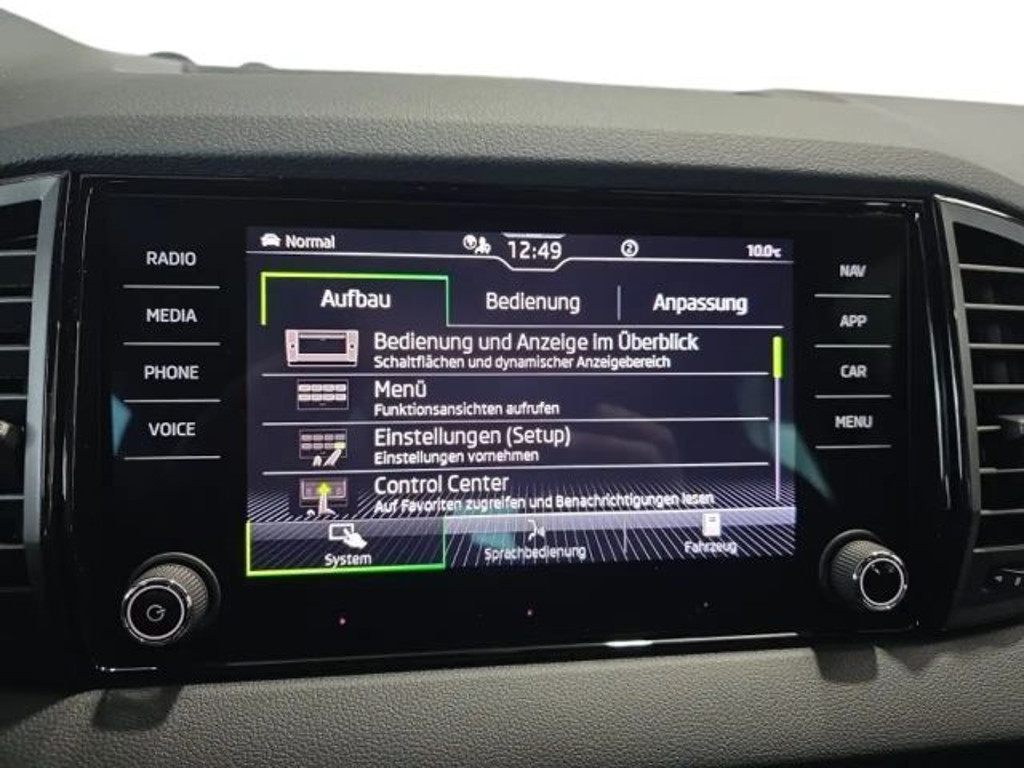 RADIO
MEDIA
PHONE
VOICE
Normal
12:49
2
10.0°C
Aufbau
Bedienung
Anpassung
Bedienung und Anzeige im Überblick
Schaltflächen und dynamischer Anzeigebereich
Menü
Funktionsansichten aufrufen
Einstellungen (Setup)
Einstellungen vornehmen
Control Center
Auf Favoriten zugreifen und Benachrichtigungen lesen
System
Sprachbedienung
Fahrzeug
NAV
APP
CAR
MENU